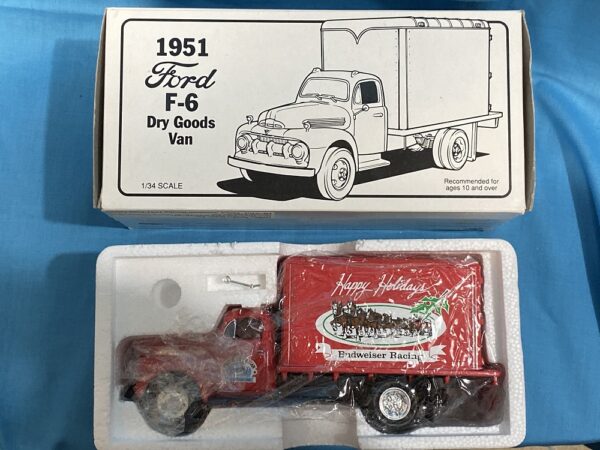 1951
Ford
F-6
Dry Goods
Van
1/34 SCALE
Recommended for
ages 10 and over
Happy Holidays
Budweiser Racing